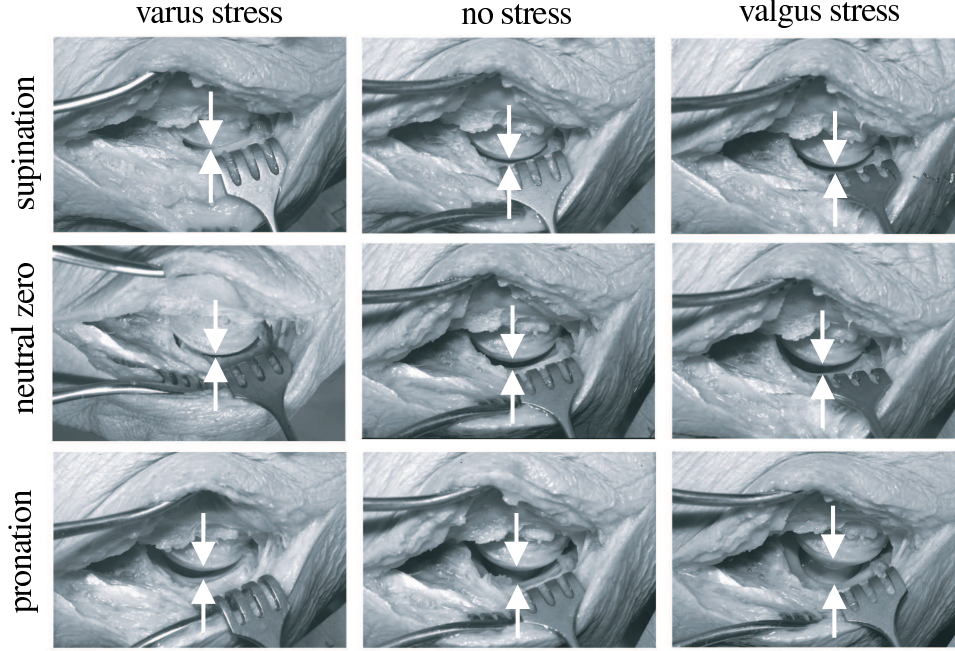 varus stress
no stress
valgus stress
supination
neutral zero
pronation